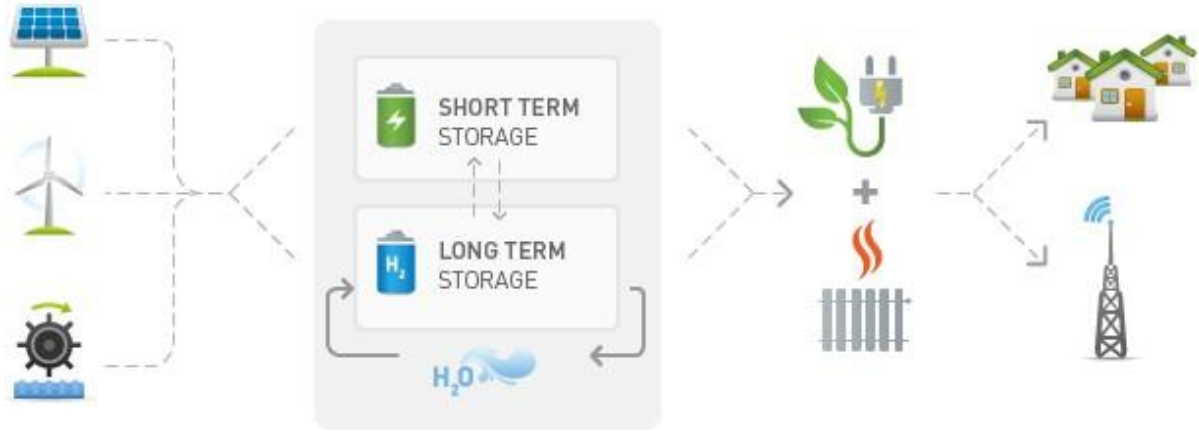 SHORT TERM
STORAGE
H₂
LONG TERM
STORAGE
H₂O